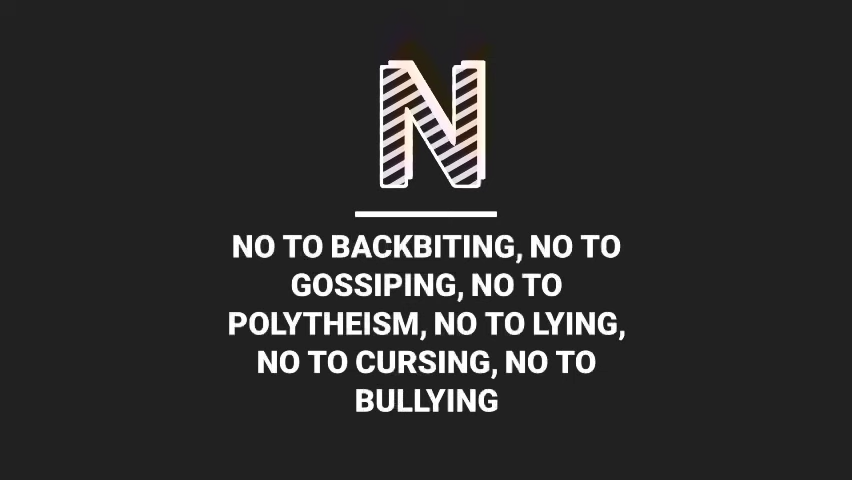 N
NO TO BACKBITING, NO TO
GOSSIPING, NO TO
POLYTHEISM, NO TO LYING,
NO TO CURSING, NO TO
BULLYING